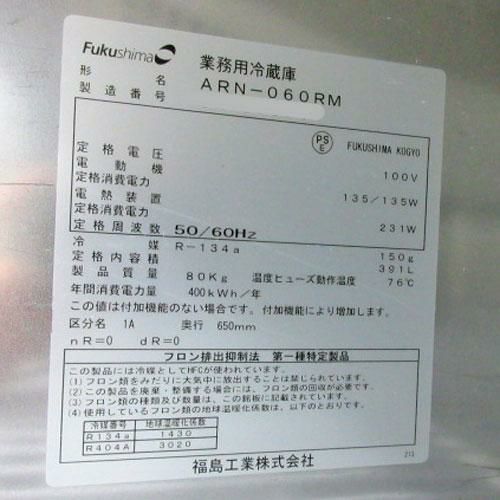 Fukushima
業務用冷蔵庫
形名 ARN-060RM
製造番号
PS E FUKUSHIMA KOGYO
定格電圧 100V
電動機
定格消費電力 135/135W
電熱装置
定格消費電力 231W
定格周波数 50/60Hz
冷媒 R-134a 150g
定格内容積 391L
製品質量 80Kg 温度ヒューズ動作温度 76℃
年間消費電力量 400kWh/年
この値は付加機能のない場合です。付加機能により増加します。
区分名 1A 奥行 650mm
nR=0 dR=0
フロン排出抑制法 第一種特定製品
この製品には冷媒としてHFCが使われています。
(1) フロン類をみだりに大気中に放出することは禁じられています。
(2) この製品を廃棄・整備する場合には、フロン類の回収が必要です。
(3) フロン類の種類及び数量は、この銘板に記載されています。
(4) 使用しているフロン類の地球温暖化係数は、以下のとおりです。
冷媒番号 地球温暖化係数
R134a 1430
R404A 3020
福島工業株式会社